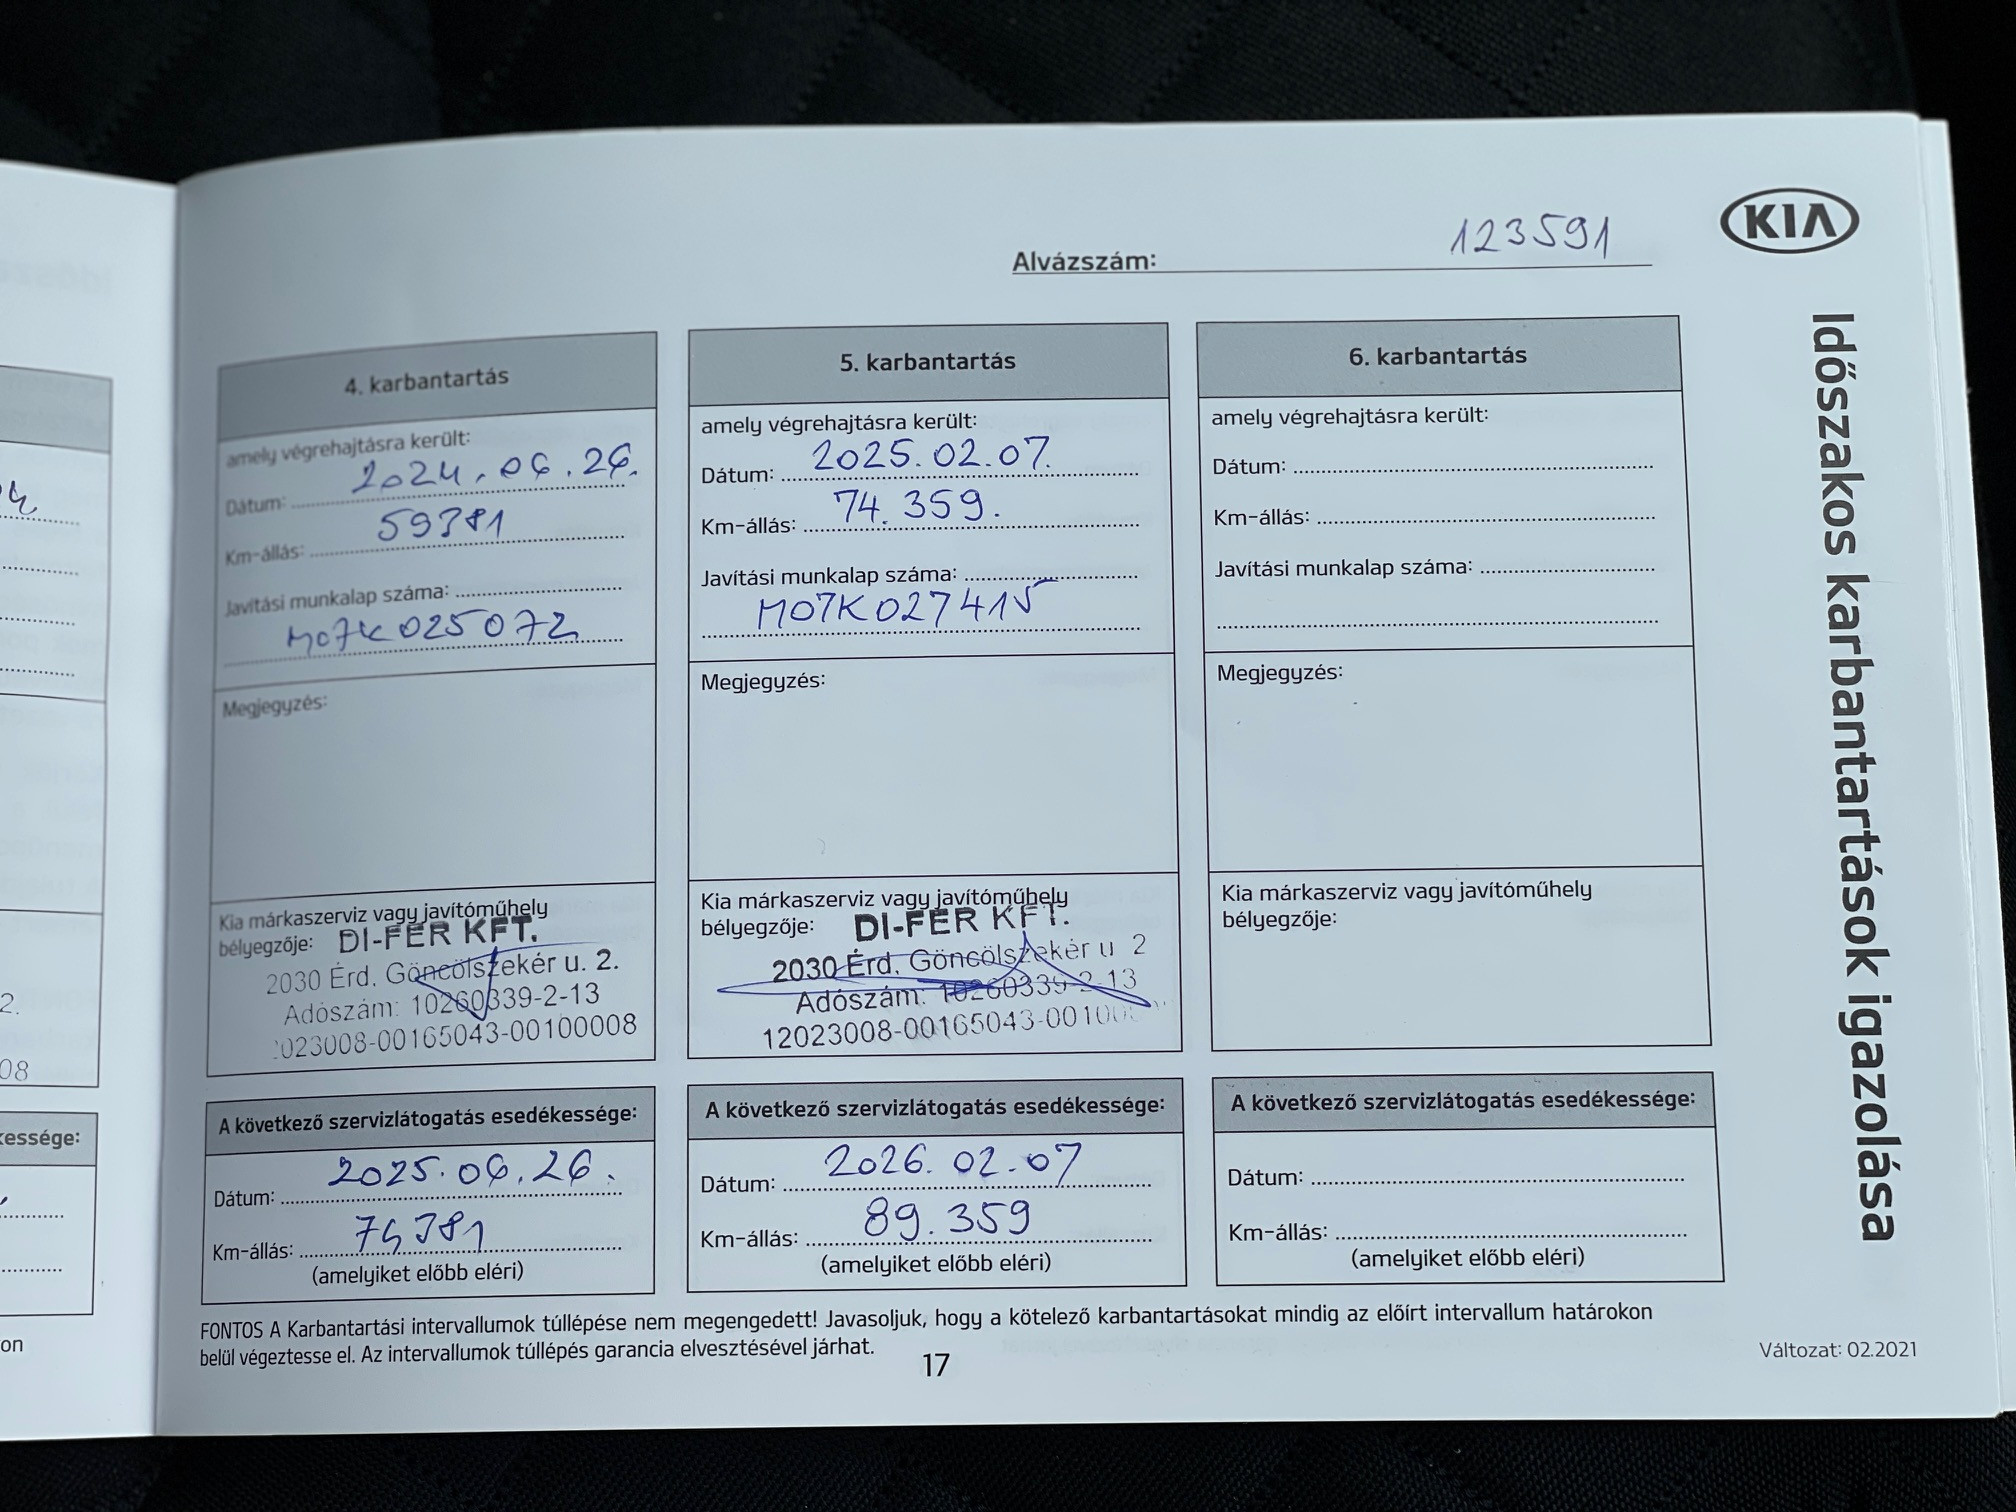 KIA
Alvázszám: 123591
Időszakos karbantartások igazolása
4. karbantartás
amely végrehajtásra került:
Dátum: 2024.06.26.
Km-állás: 59381
Javítási munkalap száma:
M07K025072
Megjegyzés:
Kia márkaszerviz vagy javítóműhely
bélyegzője: DI-FER KFT.
2030 Érd, Göncölszekér u. 2.
Adószám: 10260339-2-13
023008-00165043-00100008
A következő szervizlátogatás esedékessége:
Dátum: 2025.06.26.
Km-állás: 74381
(amelyiket előbb eléri)
5. karbantartás
amely végrehajtásra került:
Dátum: 2025.02.07.
Km-állás: 74.359.
Javítási munkalap száma:
M07K027415
Megjegyzés:
Kia márkaszerviz vagy javítóműhely
bélyegzője: DI-FER KFT.
2030 Érd, Göncölszekér u 2
Adószám: 10260339-2-13
12023008-00165043-00100
A következő szervizlátogatás esedékessége:
Dátum: 2026.02.07
Km-állás: 89.359
(amelyiket előbb eléri)
6. karbantartás
amely végrehajtásra került:
Dátum:
Km-állás:
Javítási munkalap száma:
Megjegyzés:
Kia márkaszerviz vagy javítóműhely
bélyegzője:
A következő szervizlátogatás esedékessége:
Dátum:
Km-állás:
(amelyiket előbb eléri)
FONTOS A Karbantartási intervallumok túllépése nem megengedett! Javasoljuk, hogy a kötelező karbantartásokat mindig az előírt intervallum határokon
belül végeztesse el. Az intervallumok túllépés garancia elvesztésével járhat.
17
Változat: 02.2021